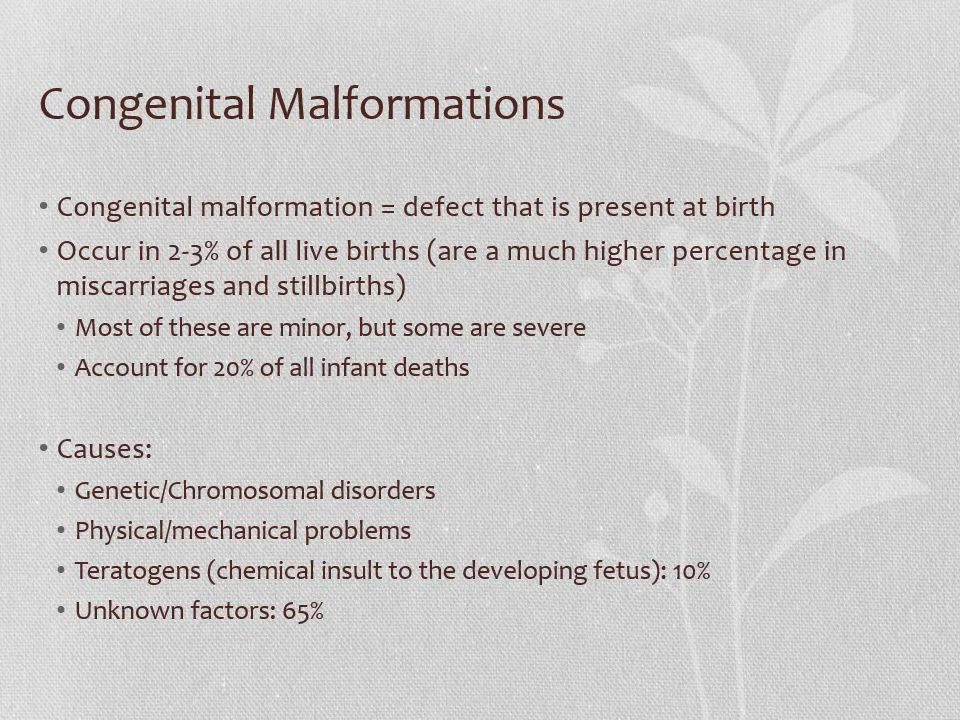 Congenital Malformations
• Congenital malformation = defect that is present at birth
• Occur in 2-3% of all live births (are a much higher percentage in
miscarriages and stillbirths)
• Most of these are minor, but some are severe
• Account for 20% of all infant deaths
• Causes:
• Genetic/Chromosomal disorders
• Physical/mechanical problems
• Teratogens (chemical insult to the developing fetus): 10%
• Unknown factors: 65%